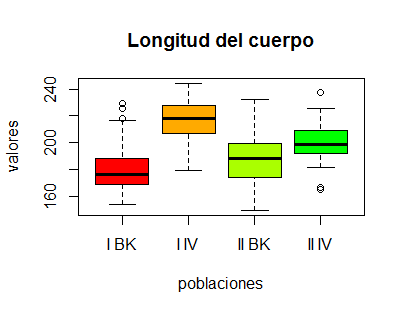 Longitud del cuerpo
valores
240
200
160
I BK I IV II BK II IV
poblaciones